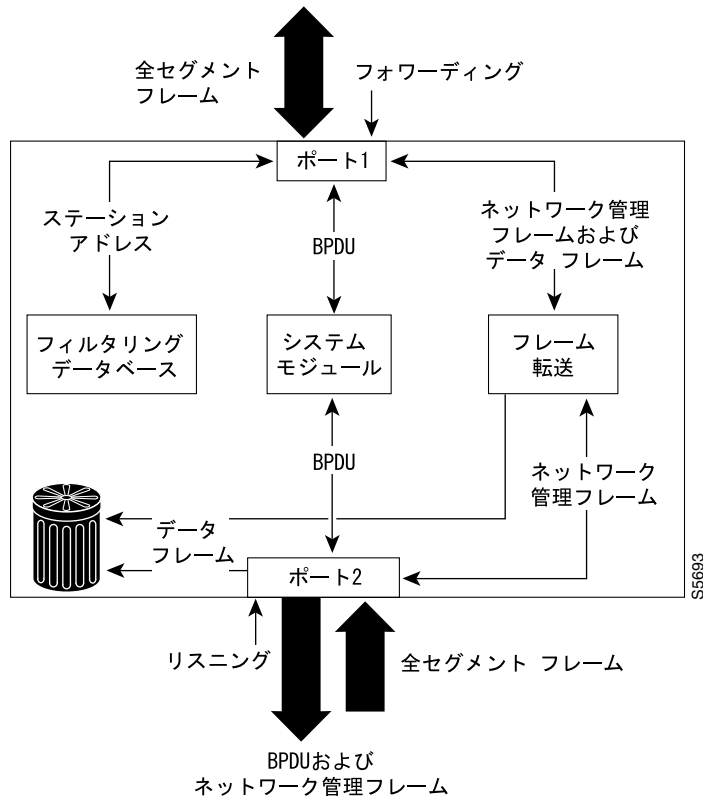 全セグメント
フレーム
フォワーディング
ポート1
ステーション
アドレス
BPDU
ネットワーク管理
フレームおよび
データ フレーム
フィルタリング
データベース
システム
モジュール
フレーム
転送
BPDU
ネットワーク
管理フレーム
データ
フレーム
ポート2
S5693
リスニング
全セグメント フレーム
BPDUおよび
ネットワーク管理フレーム